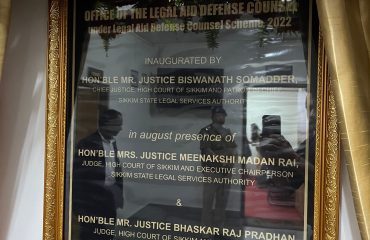 OFFICE OF THE LEGAL AID DEFENSE COUNSEL
under Legal Aid Defense Counsel Scheme, 2022
INAUGURATED BY
HON'BLE MR. JUSTICE BISWANATH SOMADDER,
CHIEF JUSTICE, HIGH COURT OF SIKKIM AND PATRON-IN-CHIEF
SIKKIM STATE LEGAL SERVICES AUTHORITY
in august presence of
HON'BLE MRS. JUSTICE MEENAKSHI MADAN RAI,
JUDGE, HIGH COURT OF SIKKIM AND EXECUTIVE CHAIRPERSON
SIKKIM STATE LEGAL SERVICES AUTHORITY
&
HON'BLE MR. JUSTICE BHASKAR RAJ PRADHAN
JUDGE, HIGH COURT OF SIKKIM